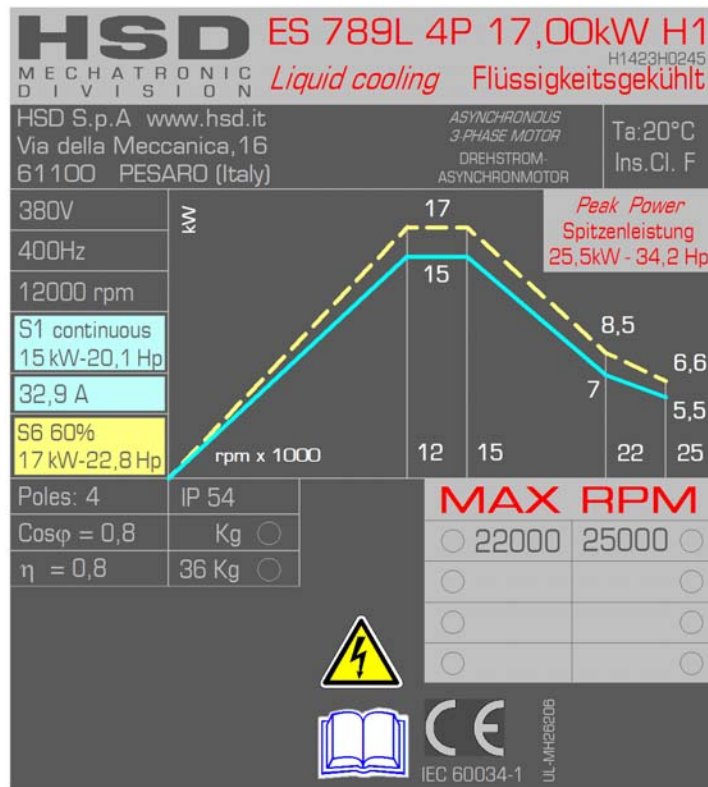 HSD
MECHATRONIC
DIVISION
ES 789L 4P 17,00kW H1
H1423H0245
Liquid cooling Flüssigkeitsgekühlt
HSD S.p.A www.hsd.it
Via della Meccanica,16
61100 PESARO (Italy)
ASYNCHRONOUS
3-PHASE MOTOR
DREHSTROM-
ASYNCHRONMOTOR
Ta:20°C
Ins.Cl. F
380V
400Hz
12000 rpm
S1 continuous
15 kW-20,1 Hp
32,9 A
S6 60%
17 kW-22,8 Hp
kW
17
15
Peak Power
Spitzenleistung
25,5kW - 34,2 Hp
8,5
7
6,6
5,5
rpm x 1000
12 15 22 25
Poles: 4 IP 54
Cosφ = 0,8 Kg
η = 0,8 36 Kg
MAX RPM
22000 25000
CE
IEC 60034-1
UL-MH26206